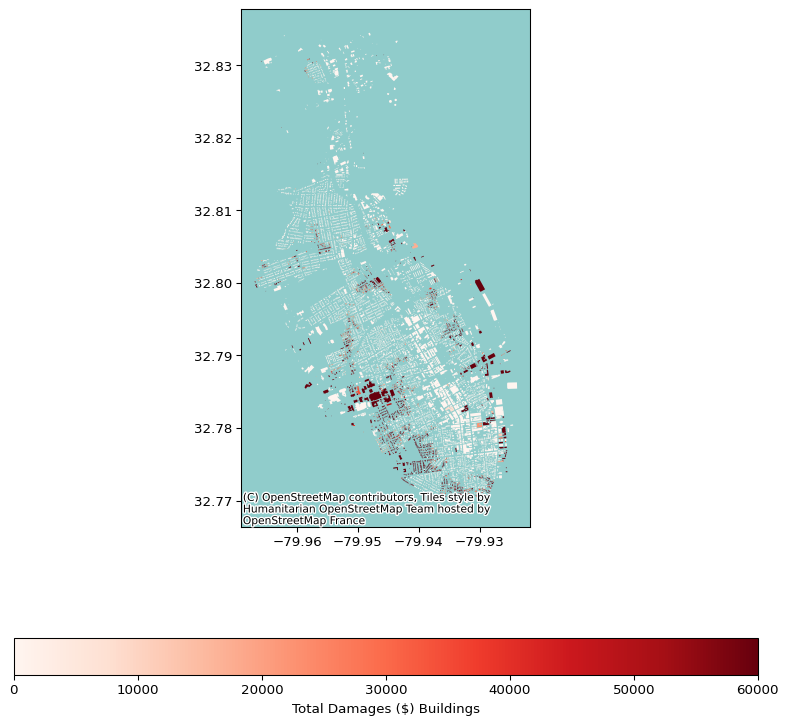 32.83
32.82
32.81
32.80
32.79
32.78
32.77
(C) OpenStreetMap contributors, Tiles style by
Humanitarian OpenStreetMap Team hosted by
OpenStreetMap France
−79.96 −79.95 −79.94 −79.93
0 10000 20000 30000 40000 50000 60000
Total Damages ($) Buildings